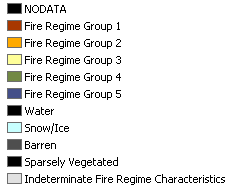 NODATA
Fire Regime Group 1
Fire Regime Group 2
Fire Regime Group 3
Fire Regime Group 4
Fire Regime Group 5
Water
Snow/Ice
Barren
Sparsely Vegetated
Indeterminate Fire Regime Characteristics